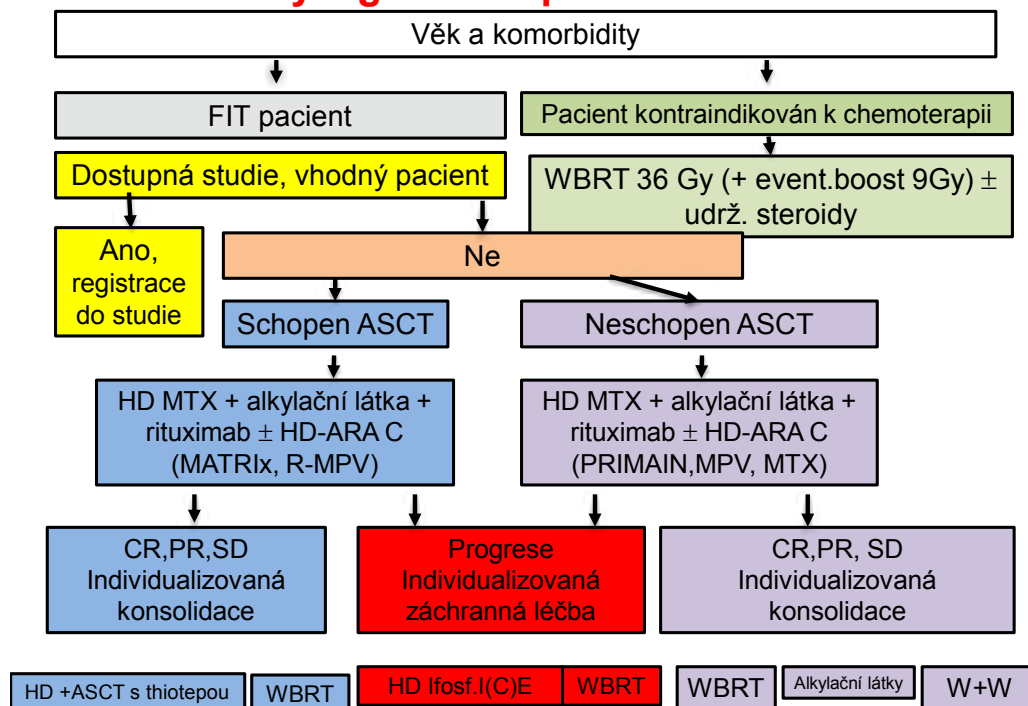 Věk a komorbidity
FIT pacient
Pacient kontraindikován k chemoterapii
Dostupná studie, vhodný pacient
WBRT 36 Gy (+ event.boost 9Gy) ±
udrž. steroidy
Ano,
registrace
do studie
Ne
Schopen ASCT
Neschopen ASCT
HD MTX + alkylační látka +
rituximab ± HD-ARA C
(MATRIx, R-MPV)
HD MTX + alkylační látka +
rituximab ± HD-ARA C
(PRIMAIN,MPV, MTX)
CR,PR,SD
Individualizovaná
konsolidace
Progrese
Individualizovaná
záchranná léčba
CR,PR, SD
Individualizovaná
konsolidace
HD +ASCT s thiotepou
WBRT
HD Ifosf.I(C)E
WBRT
WBRT
Alkylační látky
W+W